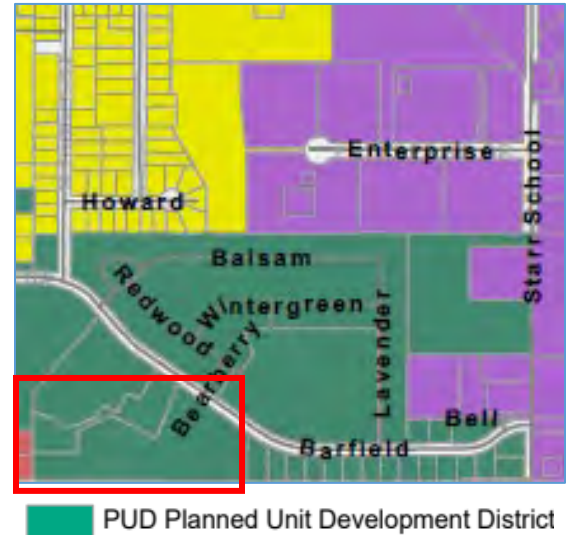 Enterprise
Howard
Starr School
Balsam
Redwood
Wintergreen
Bearberry
Lavender
Bell
Barfield
PUD Planned Unit Development District